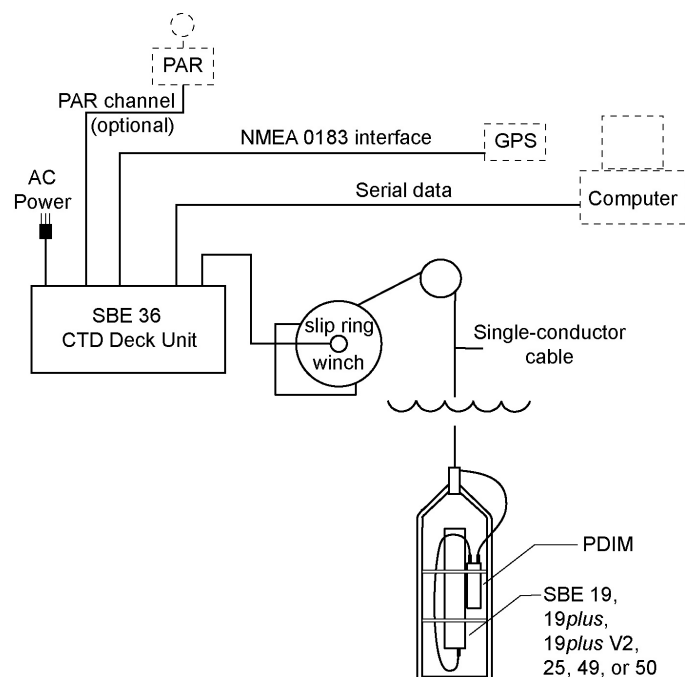 PAR
PAR channel
(optional)
NMEA 0183 interface
GPS
AC
Power
Serial data
Computer
SBE 36
CTD Deck Unit
slip ring
winch
Single-conductor
cable
PDIM
SBE 19,
19plus,
19plus V2,
25, 49, or 50